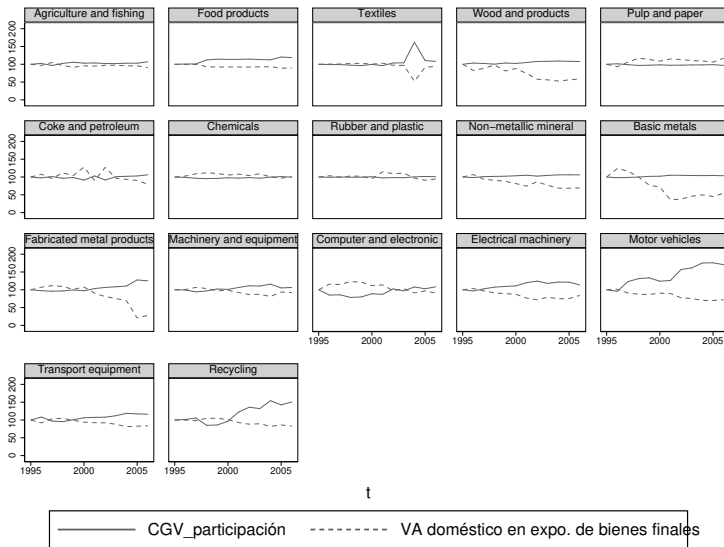 Agriculture and fishing Food products Textiles Wood and products Pulp and paper
0 50 100 200
Coke and petroleum Chemicals Rubber and plastic Non-metallic mineral Basic metals
0 50 100 150 200
Fabricated metal products Machinery and equipment Computer and electronic Electrical machinery Motor vehicles
0 50 100 150 200
1995 2000 2005 1995 2000 2005 1995 2000 2005
Transport equipment Recycling
0 50 100 200
1995 2000 2005 1995 2000 2005
t
CGV_participación VA doméstico en expo. de bienes finales